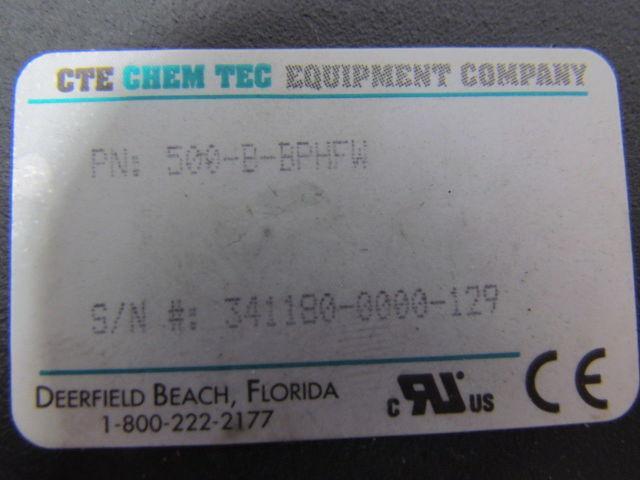 CTE CHEM TEC EQUIPMENT COMPANY
PN: 500-B-BPHFW
S/N #: 341180-0000-129
DEERFIELD BEACH, FLORIDA
1-800-222-2177
c RU US CE